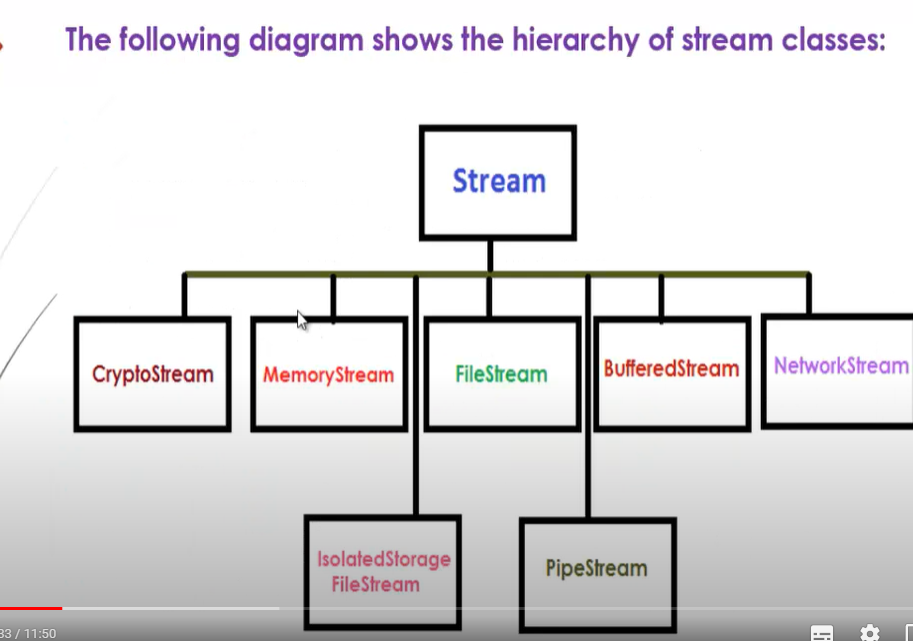 The following diagram shows the hierarchy of stream classes:
Stream
CryptoStream
MemoryStream
FileStream
BufferedStream
NetworkStream
IsolatedStorage
FileStream
PipeStream
33 / 11:50